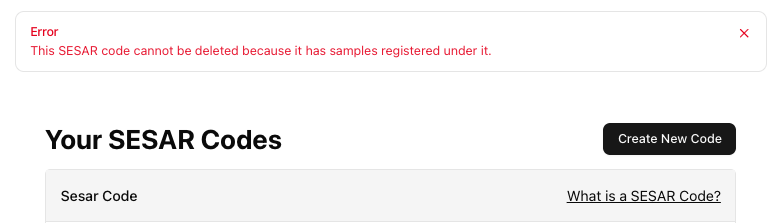 Error
This SESAR code cannot be deleted because it has samples registered under it.
Your SESAR Codes
Create New Code
Sesar Code
What is a SESAR Code?